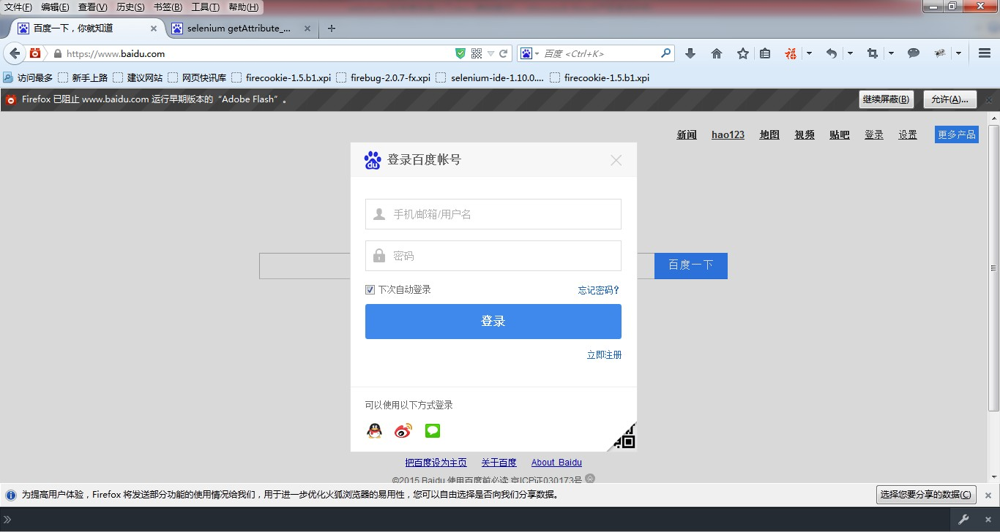 文件(F) 编辑(E) 查看(V) 历史(S) 书签(B) 工具(T) 帮助(H)
百度一下，你就知道 selenium getAttribute_...
https://www.baidu.com 百度 <Ctrl+K> 福
访问最多 新手上路 建议网站 网页快讯库 firecookie-1.5.b1.xpi firebug-2.0.7-fx.xpi selenium-ide-1.10.0.... firecookie-1.5.b1.xpi
Firefox 已阻止 www.baidu.com 运行早期版本的“Adobe Flash”。 继续屏蔽(B) 允许(A)...
新闻 hao123 地图 视频 贴吧 登录 设置 更多产品
du 登录百度帐号
手机/邮箱/用户名
密码
百度一下
下次自动登录 忘记密码?
登录
立即注册
可以使用以下方式登录
把百度设为主页 关于百度 About Baidu
©2015 Baidu 使用百度前必读 京ICP证030173号
为提高用户体验，Firefox 将发送部分功能的使用情况给我们，用于进一步优化火狐浏览器的易用性，您可以自由选择是否向我们分享数据。 选择您要分享的数据(C)